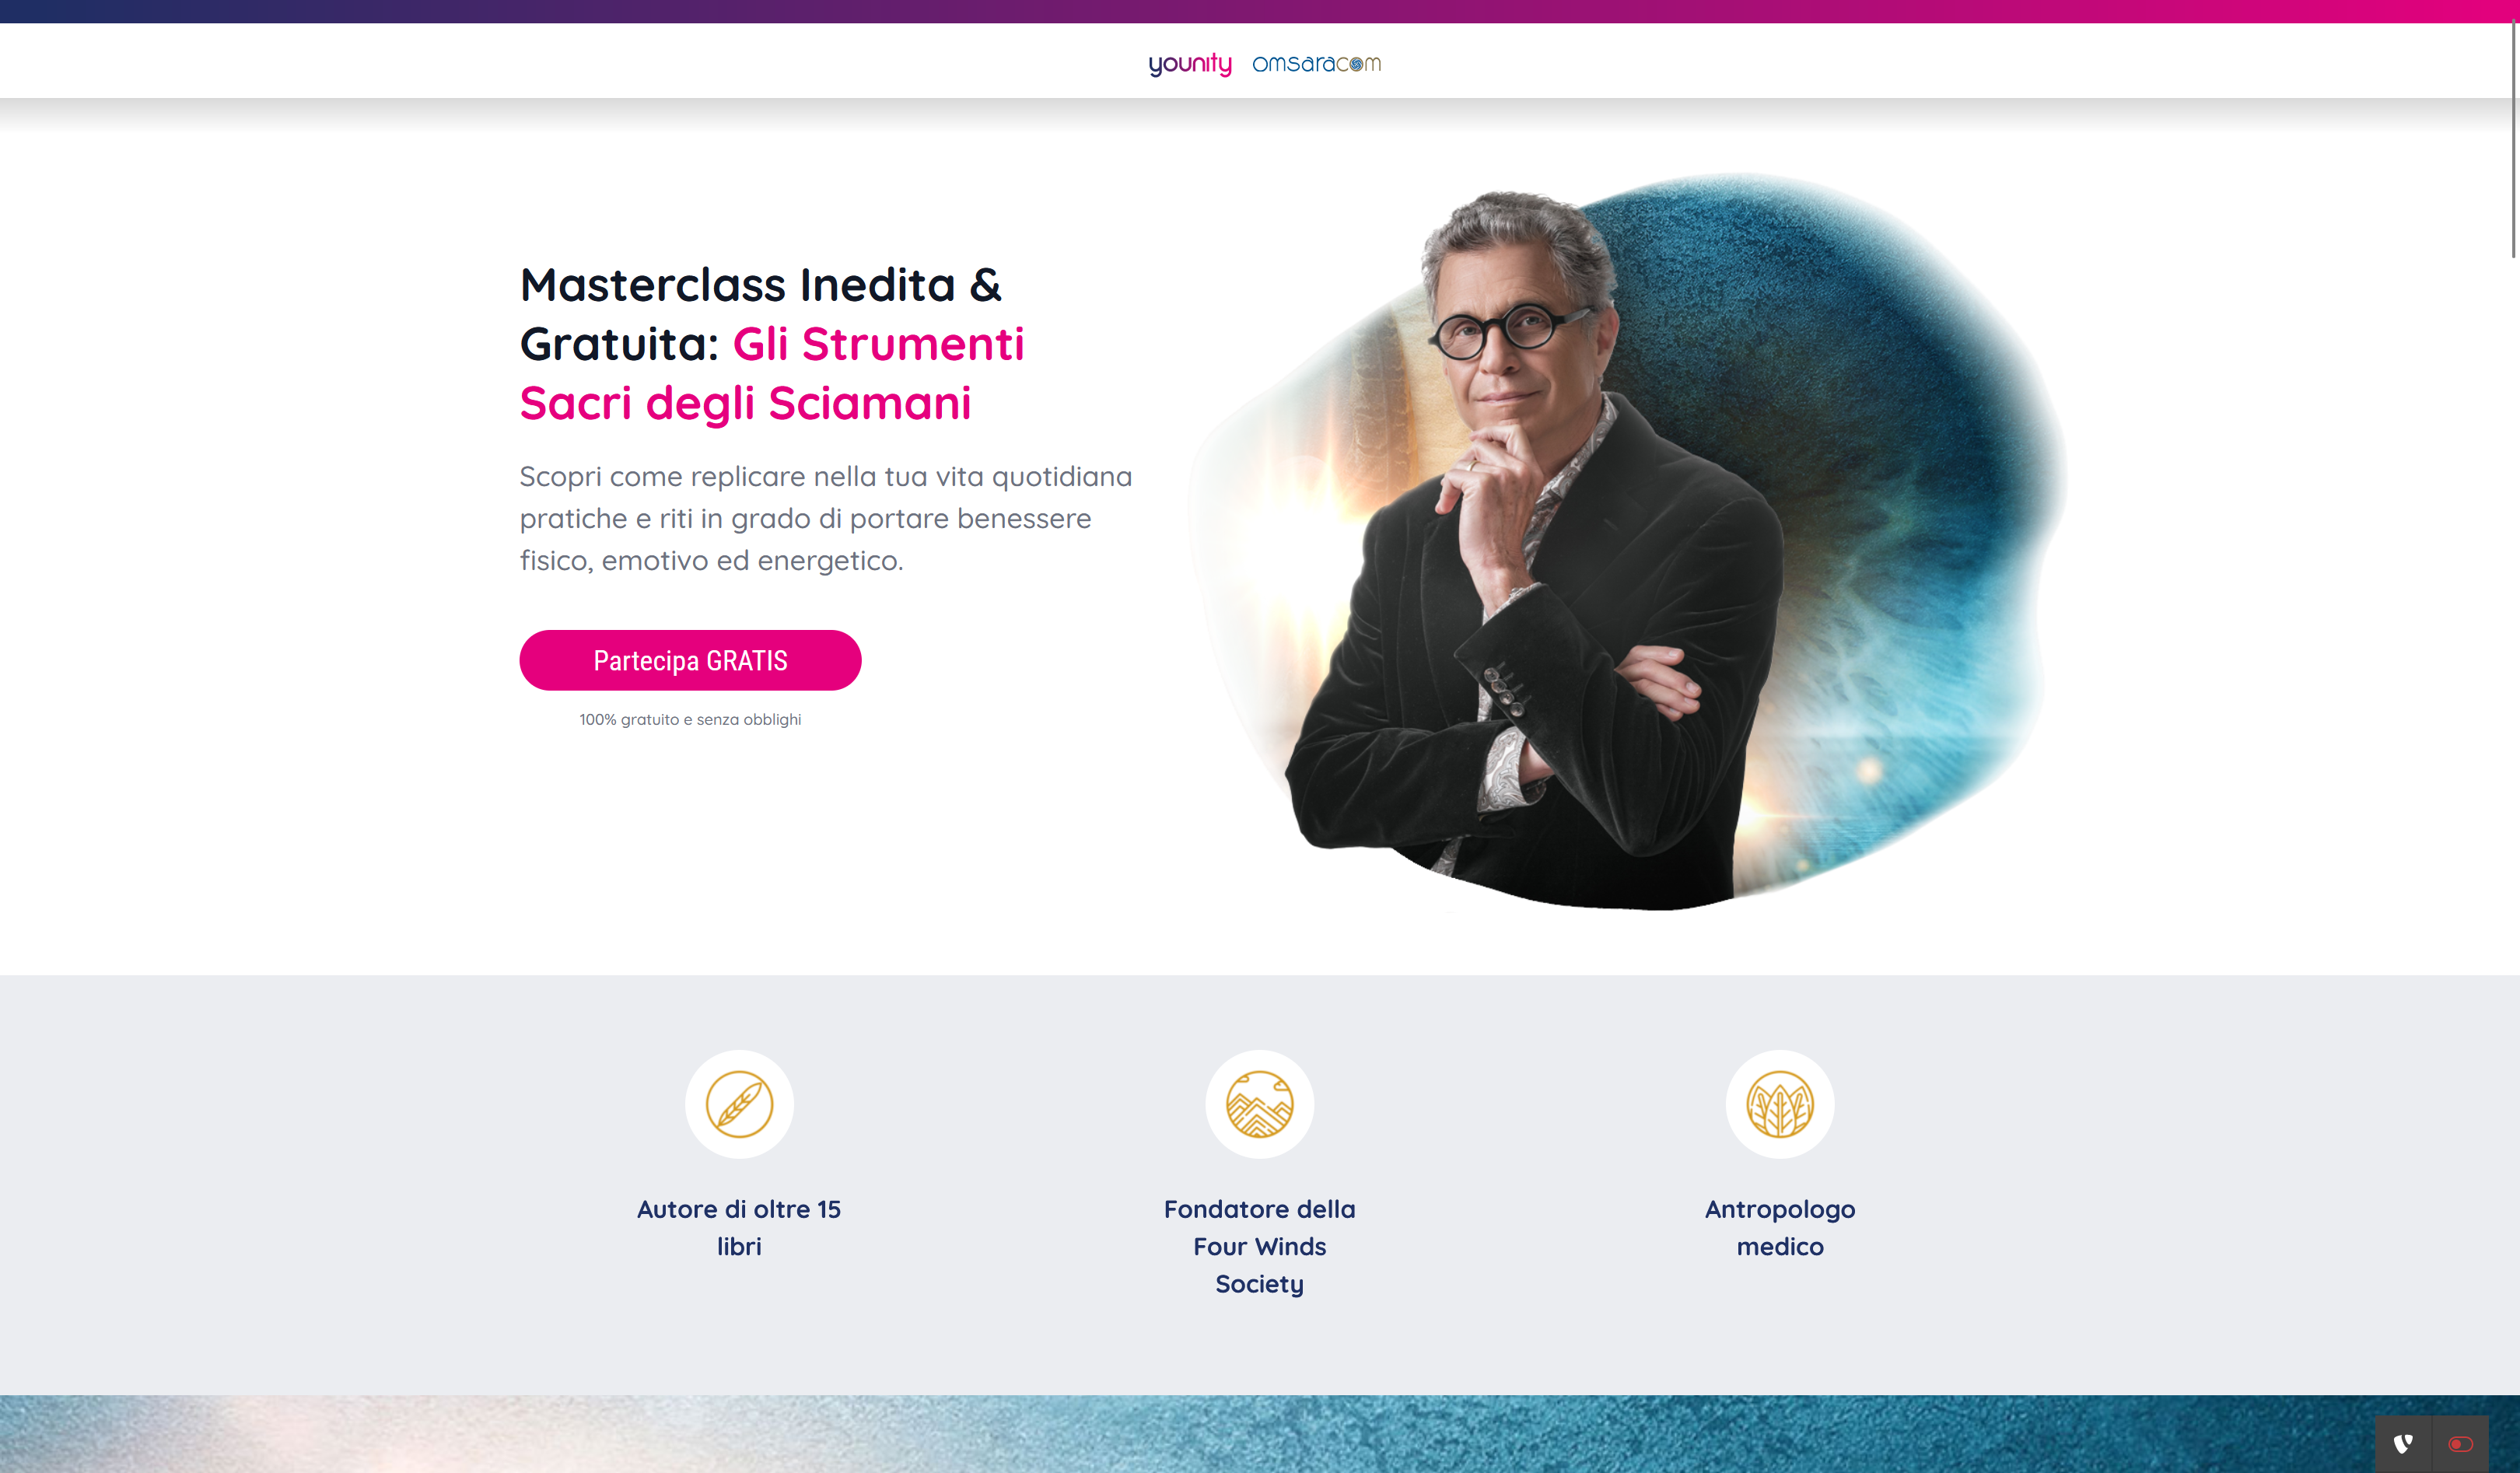 younity omsaracom
Masterclass Inedita &
Gratuita: Gli Strumenti
Sacri degli Sciamani
Scopri come replicare nella tua vita quotidiana
pratiche e riti in grado di portare benessere
fisico, emotivo ed energetico.
Partecipa GRATIS
100% gratuito e senza obblighi
Autore di oltre 15
libri
Fondatore della
Four Winds
Society
Antropologo
medico